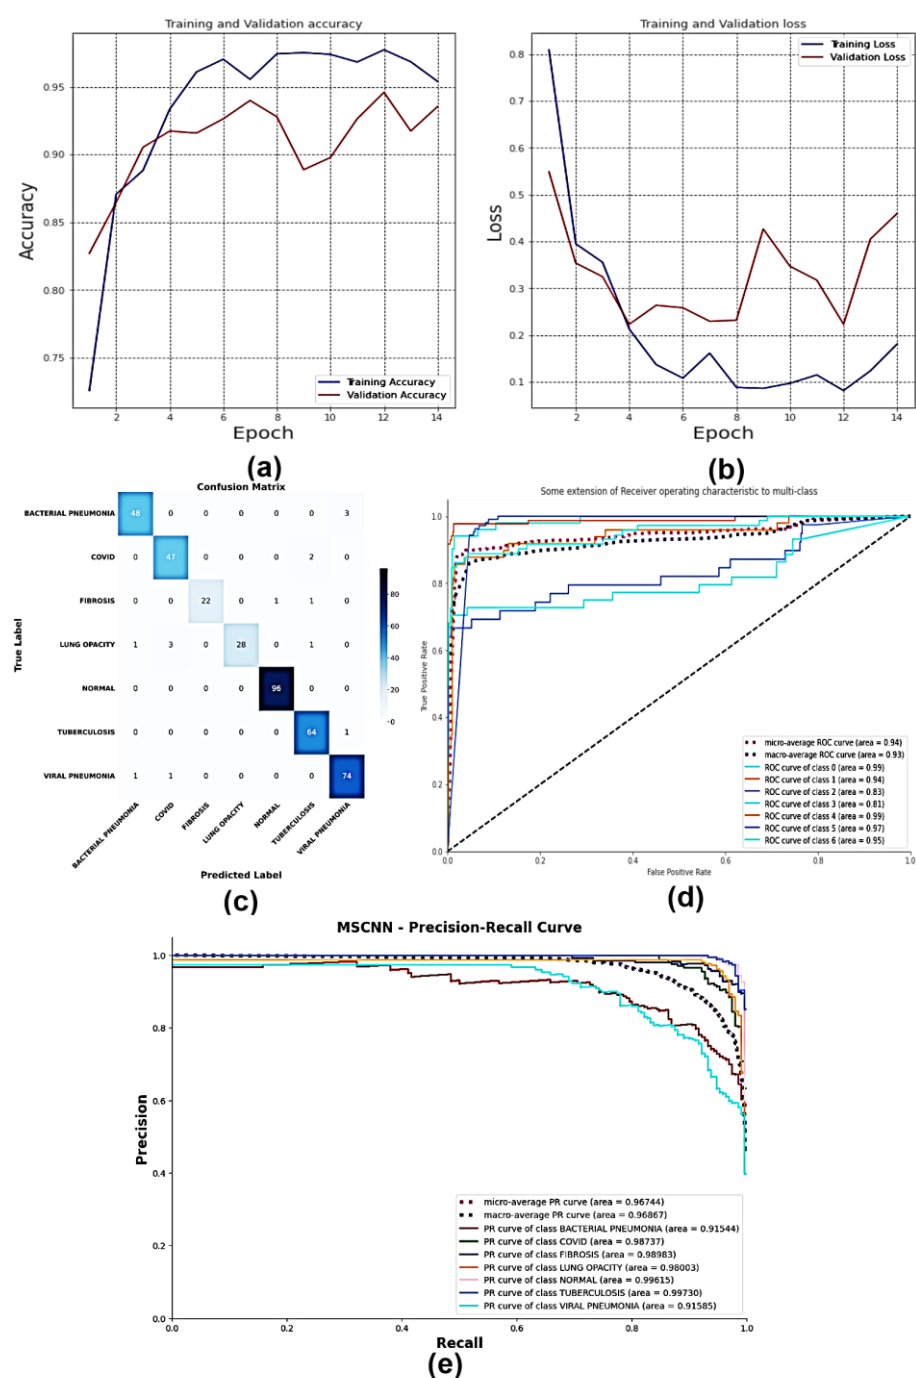 Training and Validation accuracy
Accuracy
0.95
0.90
0.85
0.80
0.75
Training Accuracy
Validation Accuracy
2 4 6 8 10 12 14
Epoch
(a)
Training and Validation loss
Loss
0.8
0.7
0.6
0.5
0.4
0.3
0.2
0.1
Training Loss
Validation Loss
2 4 6 8 10 12 14
Epoch
(b)
Confusion Matrix
True Label
BACTERIAL PNEUMONIA 48 0 0 0 0 0 3
COVID 0 47 0 0 0 2 0
FIBROSIS 0 0 22 0 1 1 0
LUNG OPACITY 1 3 0 28 0 1 0
NORMAL 0 0 0 0 96 0 0
TUBERCULOSIS 0 0 0 0 0 64 1
VIRAL PNEUMONIA 1 1 0 0 0 0 74
BACTERIAL PNEUMONIA
COVID
FIBROSIS
LUNG OPACITY
NORMAL
TUBERCULOSIS
VIRAL PNEUMONIA
Predicted Label
80
60
40
20
0
(c)
Some extension of Receiver operating characteristic to multi-class
True Positive Rate
1.0
0.8
0.6
0.4
0.2
0.0
micro-average ROC curve (area = 0.94)
macro-average ROC curve (area = 0.93)
ROC curve of class 0 (area = 0.99)
ROC curve of class 1 (area = 0.94)
ROC curve of class 2 (area = 0.83)
ROC curve of class 3 (area = 0.81)
ROC curve of class 4 (area = 0.99)
ROC curve of class 5 (area = 0.97)
ROC curve of class 6 (area = 0.95)
0.0 0.2 0.4 0.6 0.8 1.0
False Positive Rate
(d)
MSCNN - Precision-Recall Curve
Precision
1.0
0.8
0.6
0.4
0.2
0.0
micro-average PR curve (area = 0.96744)
macro-average PR curve (area = 0.96867)
PR curve of class BACTERIAL PNEUMONIA (area = 0.91544)
PR curve of class COVID (area = 0.98737)
PR curve of class FIBROSIS (area = 0.98983)
PR curve of class LUNG OPACITY (area = 0.98003)
PR curve of class NORMAL (area = 0.99615)
PR curve of class TUBERCULOSIS (area = 0.99730)
PR curve of class VIRAL PNEUMONIA (area = 0.91585)
0.0 0.2 0.4 0.6 0.8 1.0
Recall
(e)